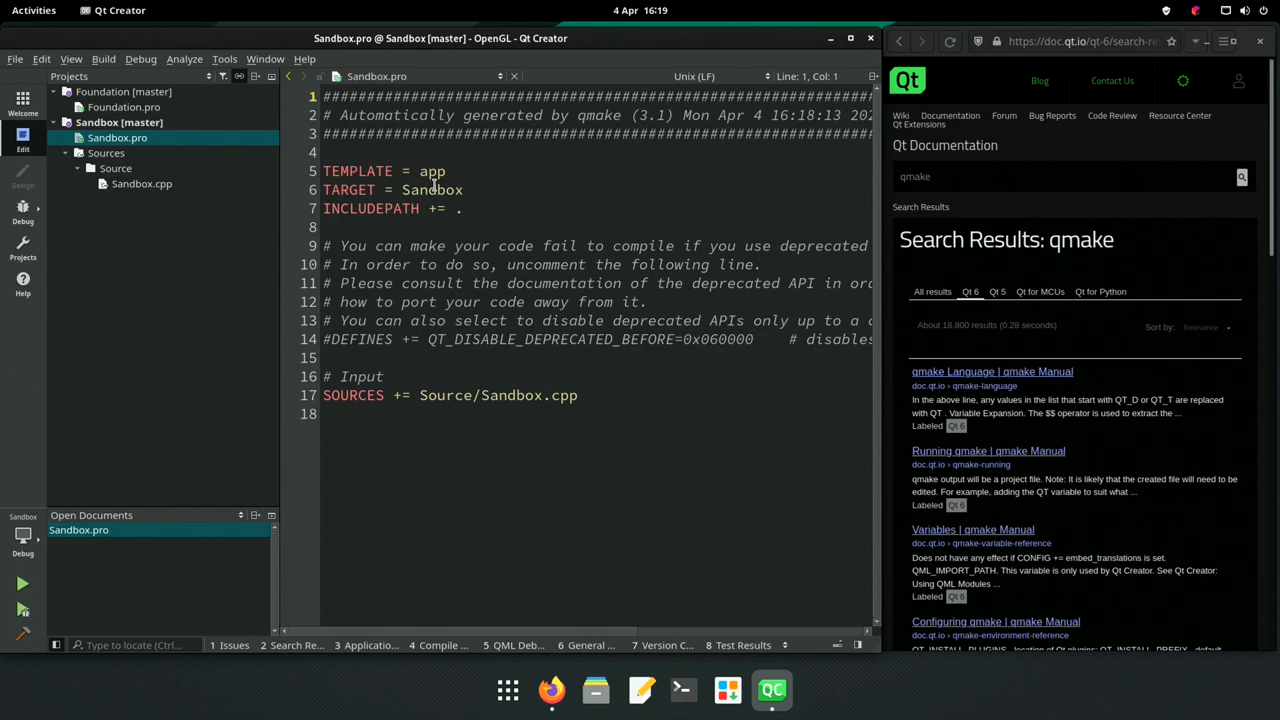 Activities
Qt Creator
4 Apr 16:19
Sandbox.pro @ Sandbox [master] - OpenGL - Qt Creator
File Edit View Build Debug Analyze Tools Window Help
Projects
Sandbox.pro
Unix (LF)
Line: 1, Col: 1
Welcome
Edit
Design
Debug
Projects
Help
Foundation [master]
Foundation.pro
Sandbox [master]
Sandbox.pro
Sources
Source
Sandbox.cpp
1 ################################################################
2 # Automatically generated by qmake (3.1) Mon Apr 4 16:18:13 202
3 ################################################################
4
5 TEMPLATE = app
6 TARGET = Sandbox
7 INCLUDEPATH += .
8
9 # You can make your code fail to compile if you use deprecated
10 # In order to do so, uncomment the following line.
11 # Please consult the documentation of the deprecated API in ord
12 # how to port your code away from it.
13 # You can also select to disable deprecated APIs only up to a c
14 #DEFINES += QT_DISABLE_DEPRECATED_BEFORE=0x060000 # disables
15
16 # Input
17 SOURCES += Source/Sandbox.cpp
18
Open Documents
Sandbox.pro
Sandbox
Debug
Type to locate (Ctrl...
1 Issues
2 Search Re...
3 Applicatio...
4 Compile ...
5 QML Deb...
6 General ...
7 Version C...
8 Test Results
https://doc.qt.io/qt-6/search-re
Qt
Blog
Contact Us
Wiki Documentation Forum Bug Reports Code Review Resource Center
Qt Extensions
Qt Documentation
qmake
Search Results
Search Results: qmake
All results Qt 6 Qt 5 Qt for MCUs Qt for Python
About 18,800 results (0.28 seconds)
Sort by: Relevance
qmake Language | qmake Manual
doc.qt.io › qmake-language
In the above line, any values in the list that start with QT_D or QT_T are replaced
with QT . Variable Expansion. The $$ operator is used to extract the ...
Labeled Qt 6
Running qmake | qmake Manual
doc.qt.io › qmake-running
qmake output will be a project file. Note: It is likely that the created file will need to be
edited. For example, adding the QT variable to suit what ...
Labeled Qt 6
Variables | qmake Manual
doc.qt.io › qmake-variable-reference
Does not have any effect if CONFIG += embed_translations is set.
QML_IMPORT_PATH. This variable is only used by Qt Creator. See Qt Creator:
Using QML Modules ...
Labeled Qt 6
Configuring qmake | qmake Manual
doc.qt.io › qmake-environment-reference
QT_INSTALL_PLUGINS - location of Qt plugins; QT_INSTALL_PREFIX - default
QC